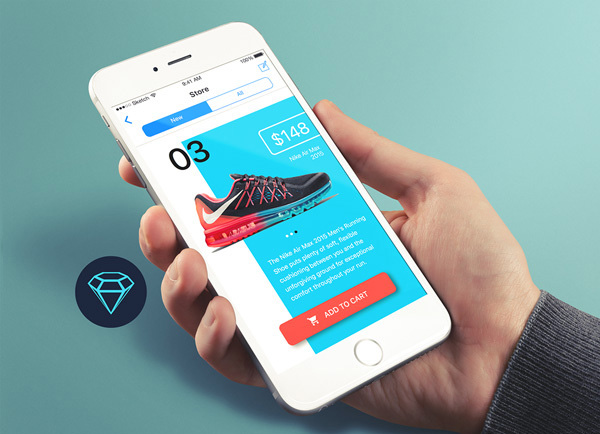 Sketch 9:41 AM 100%
Store
New All
03
$148
Nike Air Max
2015
The Nike Air Max 2015 Men's Running
Shoe puts plenty of soft, flexible
cushioning between you and the
unforgiving ground for exceptional
comfort throughout your run.
ADD TO CART